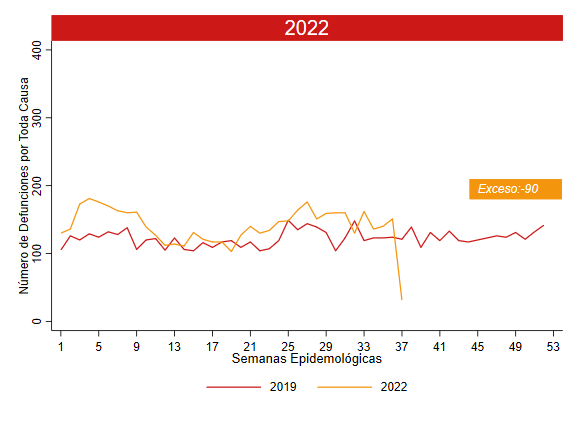 2022
Número de Defunciones por Toda Causa
400
300
200
100
0
Exceso:-90
1 5 9 13 17 21 25 29 33 37 41 45 49 53
Semanas Epidemológicas
2019 2022